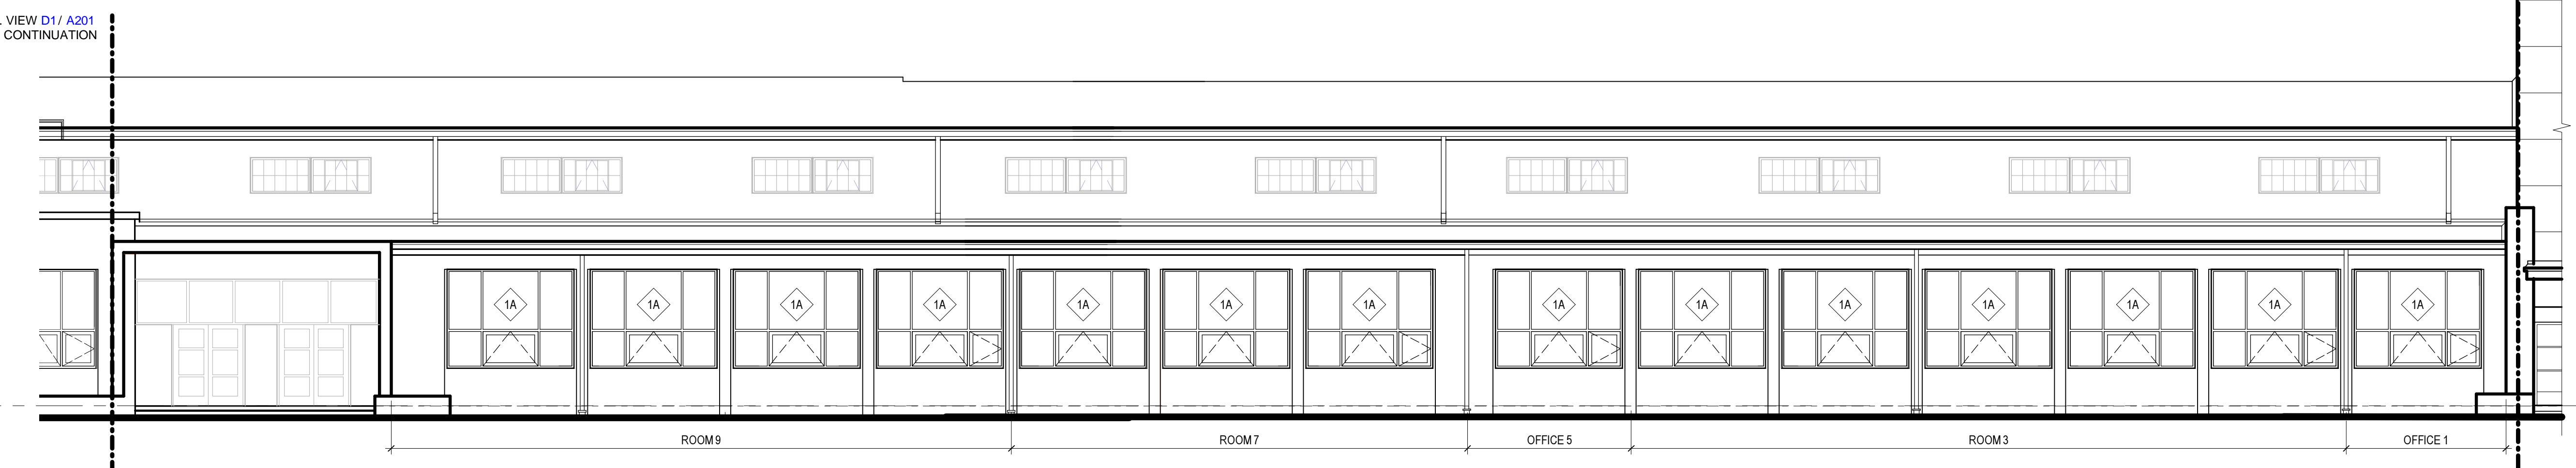 . VIEW D1 / A201
CONTINUATION
1A 1A 1A 1A 1A 1A 1A 1A 1A 1A 1A 1A 1A 1A
ROOM 9 ROOM 7 OFFICE 5 ROOM 3 OFFICE 1